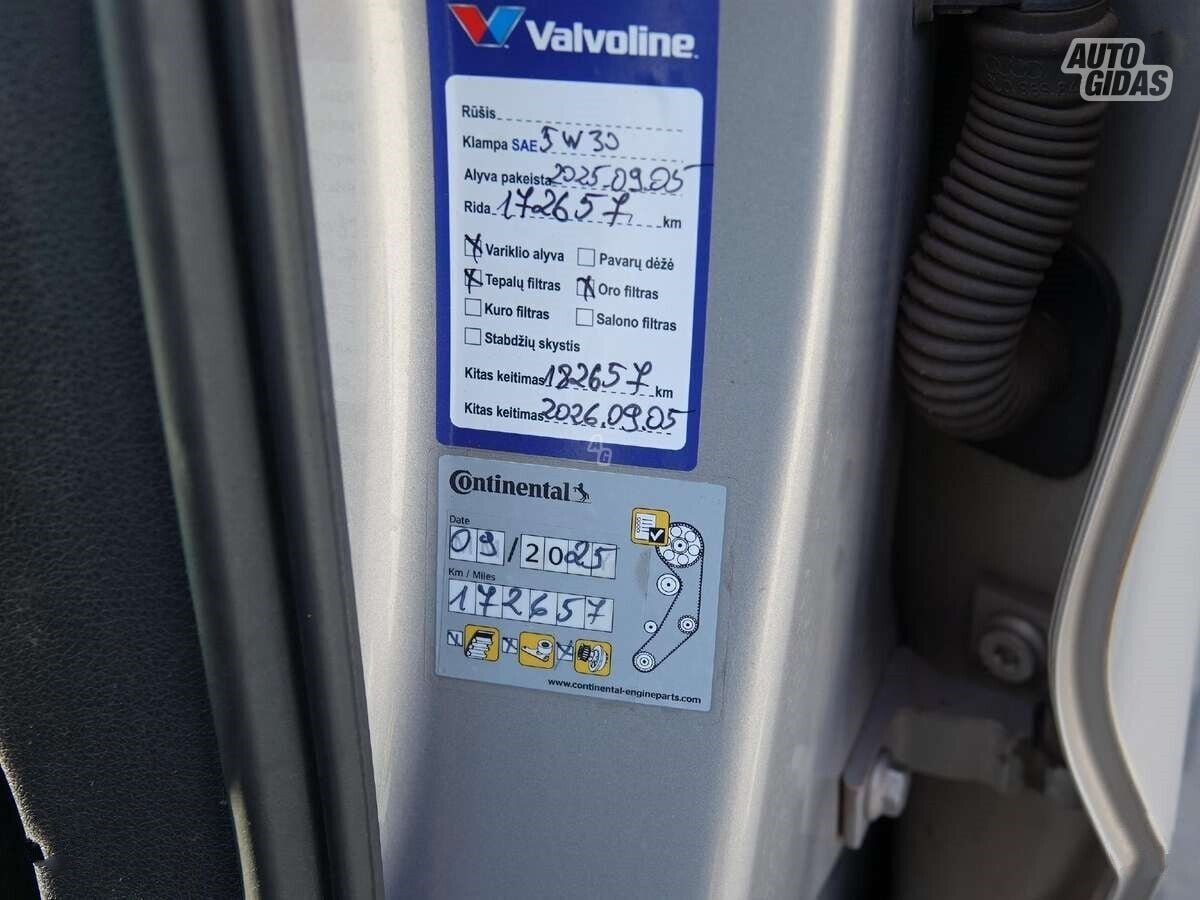 Valvoline
AUTO
GIDAS
Rūšis
Klampa SAE 5W30
Alyva pakeista 2025.09.05
Rida 172657 km
Variklio alyva Pavarų dėžė
Tepalų filtras Oro filtras
Kuro filtras Salono filtras
Stabdžių skystis
Kitas keitimas 182657 km
Kitas keitimas 2026.09.05
AG
Continental
Date
09/2025
Km / Miles
172657
www.continental-engineparts.com